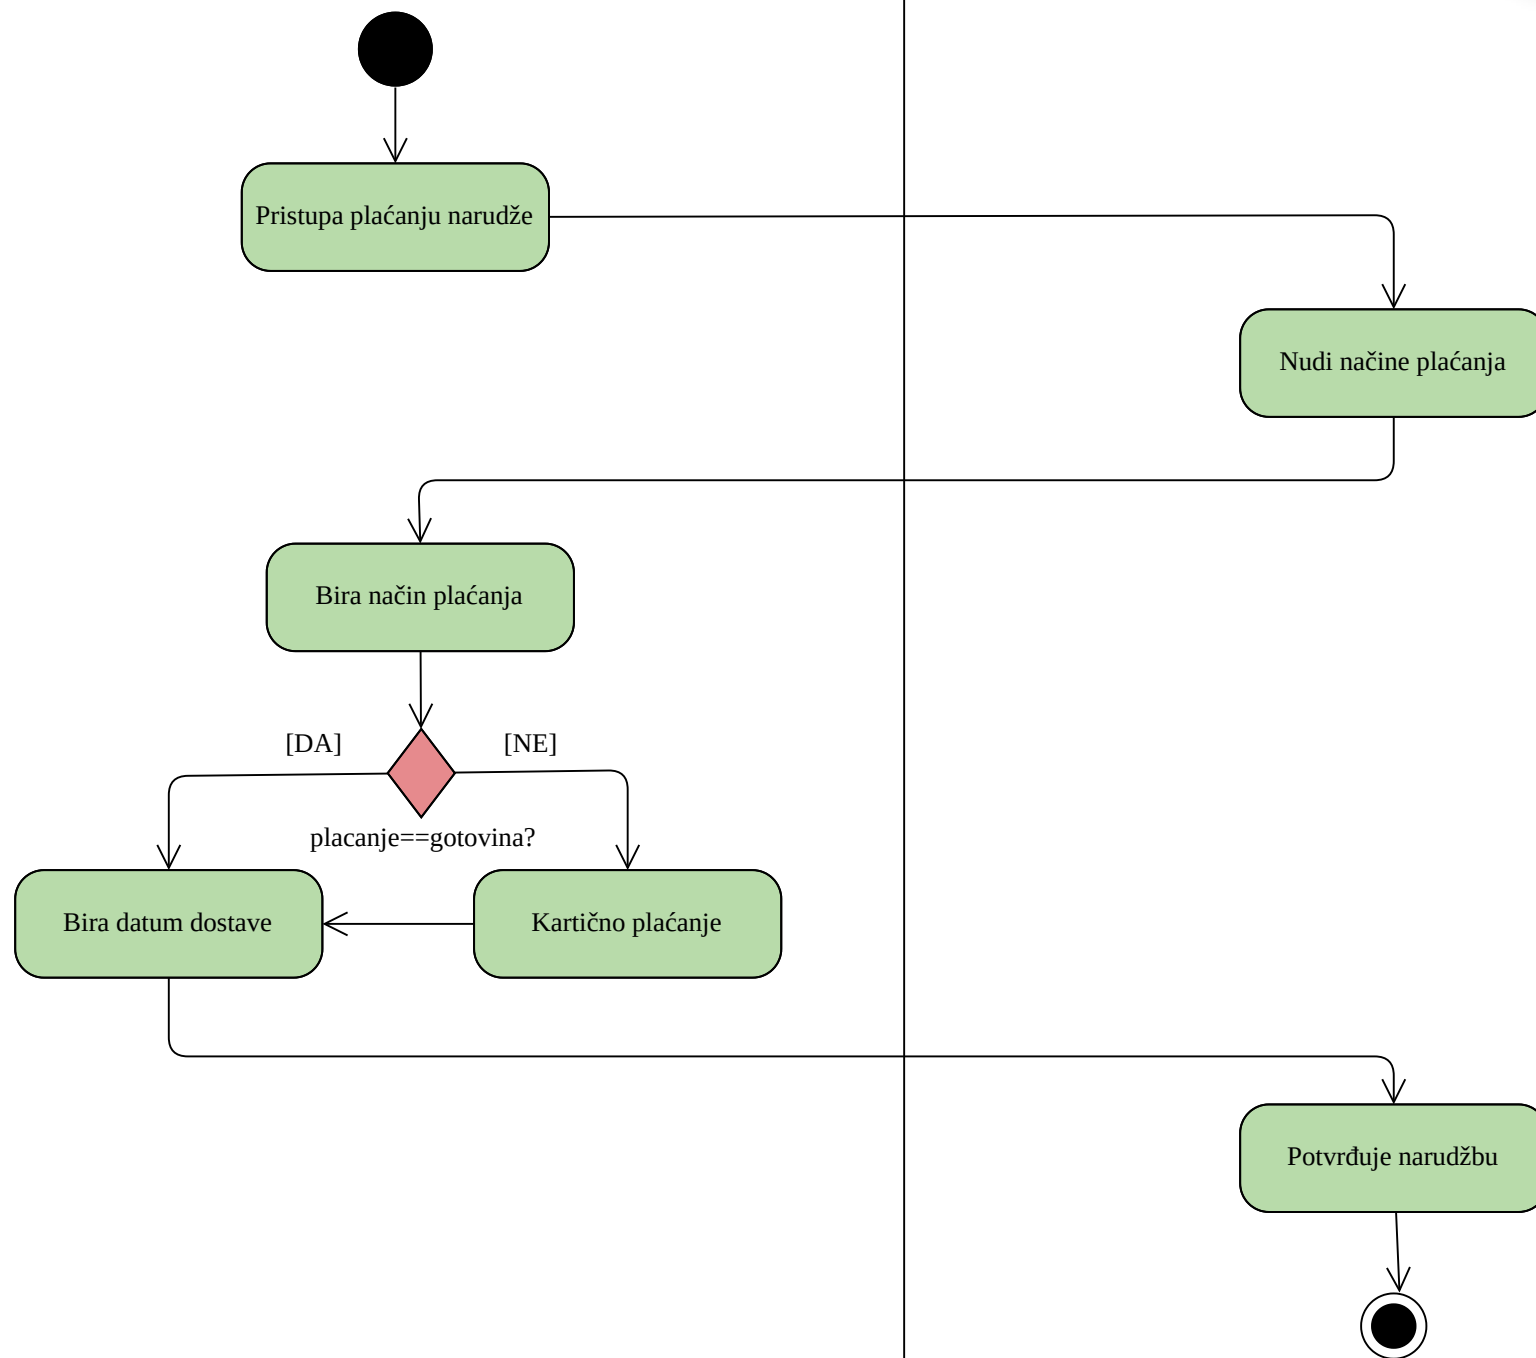 Pristupa plaćanju narudže
Nudi načine plaćanja
Bira način plaćanja
[DA]
[NE]
placanje==gotovina?
Bira datum dostave
Kartično plaćanje
Potvrđuje narudžbu